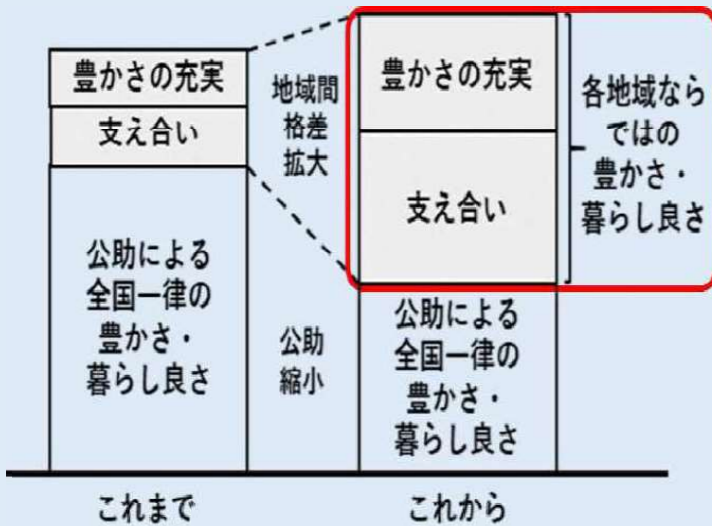 豊かさの充実
支え合い
公助による
全国一律の
豊かさ・
暮らし良さ
これまで
地域間
格差
拡大
公助
縮小
豊かさの充実
支え合い
公助による
全国一律の
豊かさ・
暮らし良さ
これから
各地域なら
ではの
豊かさ・
暮らし良さ